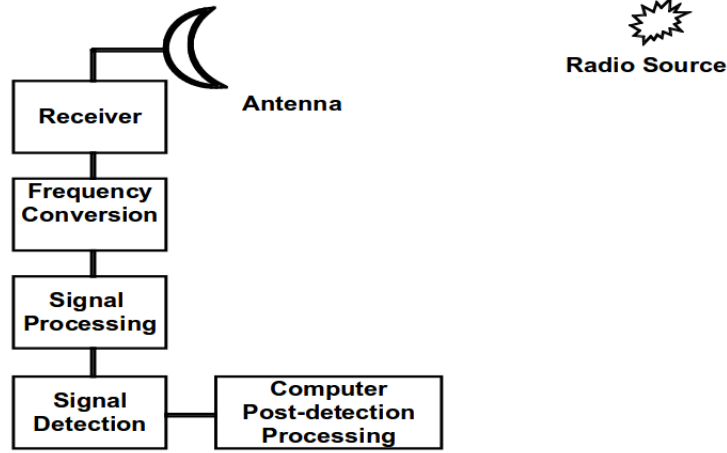 Radio Source
Antenna
Receiver
Frequency
Conversion
Signal
Processing
Signal
Detection
Computer
Post-detection
Processing